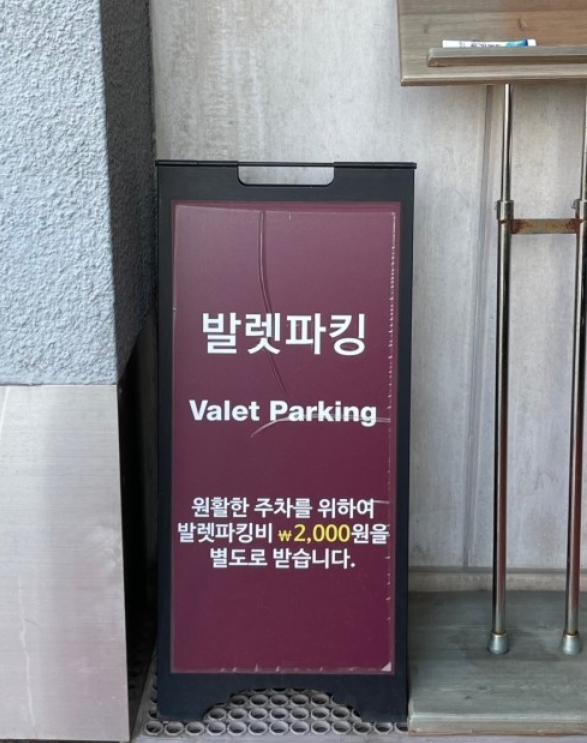 발렛파킹
Valet Parking
원활한 주차를 위하여
발렛파킹비 ₩2,000원을
별도로 받습니다.